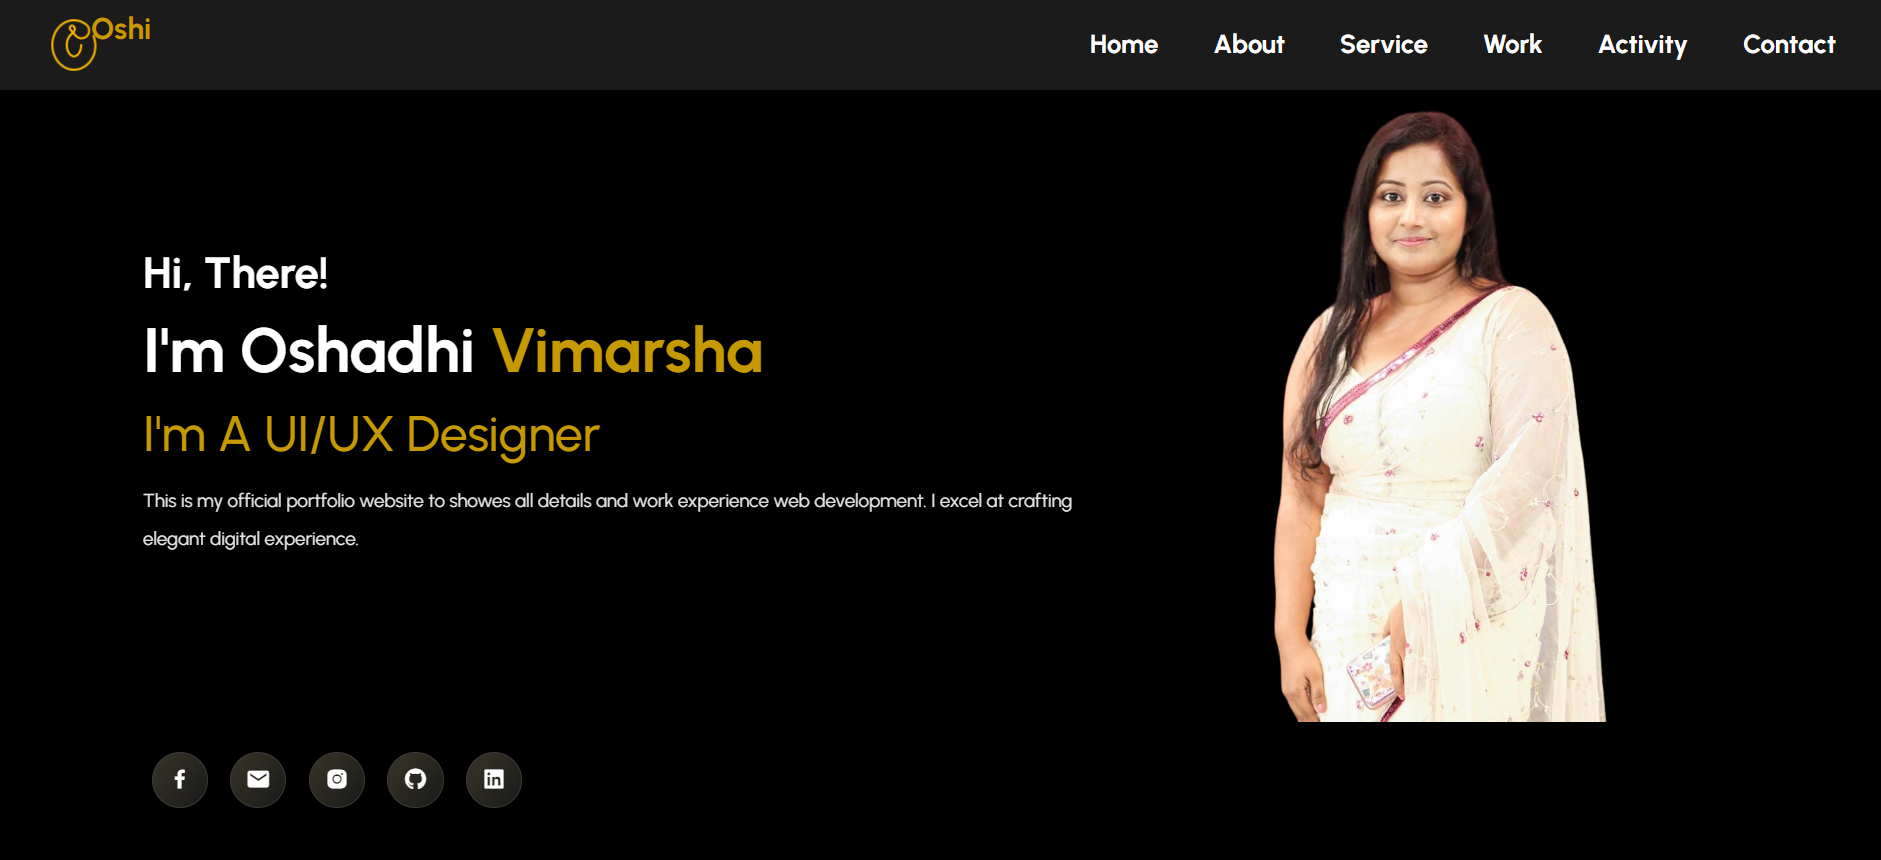 Oshi
Home About Service Work Activity Contact
Hi, There!
I'm Oshadhi Vimarsha
I'm A UI/UX Designer
This is my official portfolio website to showes all details and work experience web development. I excel at crafting
elegant digital experience.